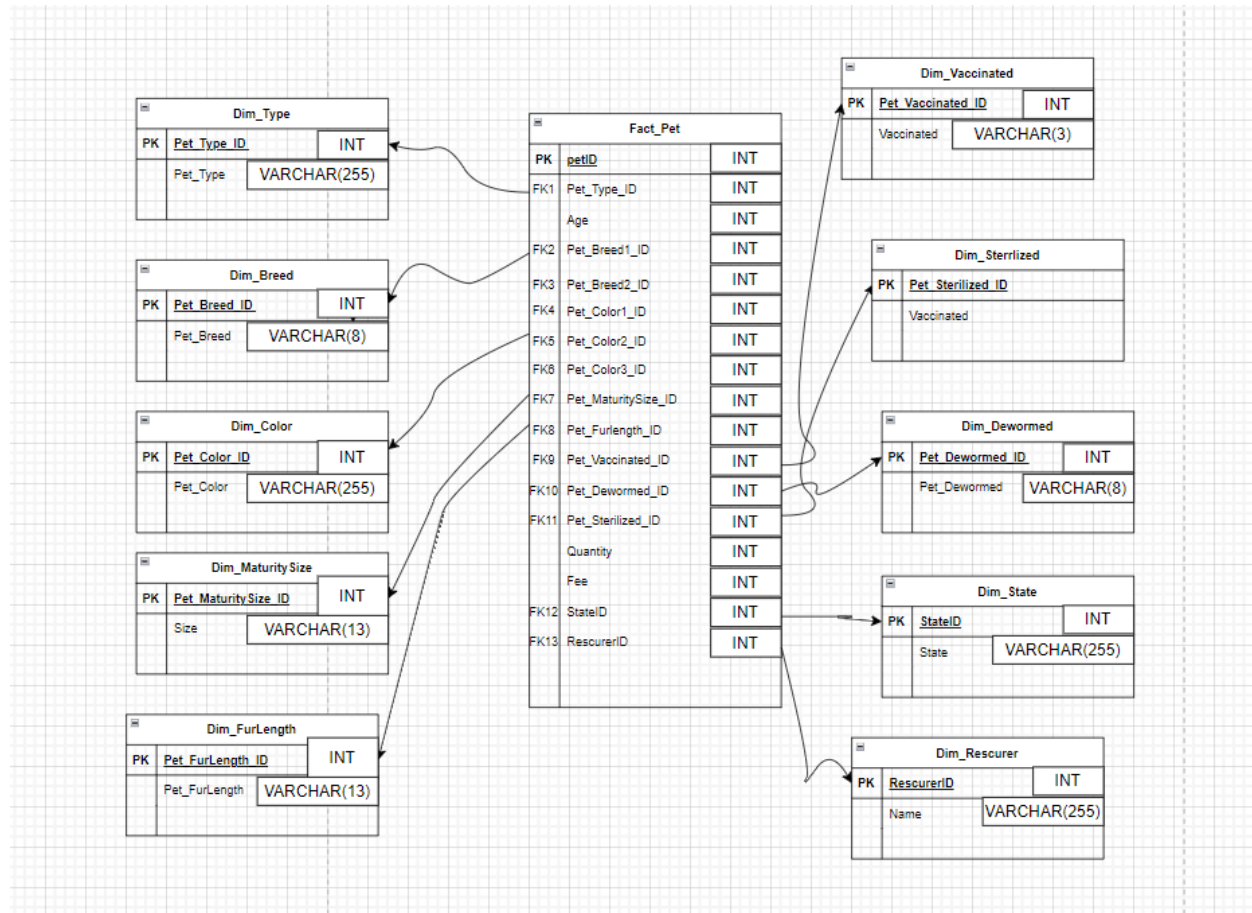 Dim_Type
PK Pet_Type_ID INT
Pet_Type VARCHAR(255)
Dim_Breed
PK Pet_Breed_ID INT
Pet_Breed VARCHAR(8)
Dim_Color
PK Pet_Color_ID INT
Pet_Color VARCHAR(255)
Dim_MaturitySize
PK Pet_MaturitySize_ID INT
Size VARCHAR(13)
Dim_FurLength
PK Pet_FurLength_ID INT
Pet_FurLength VARCHAR(13)
Fact_Pet
PK petID INT
FK1 Pet_Type_ID INT
Age INT
FK2 Pet_Breed1_ID INT
FK3 Pet_Breed2_ID INT
FK4 Pet_Color1_ID INT
FK5 Pet_Color2_ID INT
FK6 Pet_Color3_ID INT
FK7 Pet_MaturitySize_ID INT
FK8 Pet_Furlength_ID INT
FK9 Pet_Vaccinated_ID INT
FK10 Pet_Dewormed_ID INT
FK11 Pet_Sterilized_ID INT
Quantity INT
Fee INT
FK12 StateID INT
FK13 RescurerID INT
Dim_Vaccinated
PK Pet_Vaccinated_ID INT
Vaccinated VARCHAR(3)
Dim_Sterrlized
PK Pet_Sterilized_ID
Vaccinated
Dim_Dewormed
PK Pet_Dewormed_ID INT
Pet_Dewormed VARCHAR(8)
Dim_State
PK StateID INT
State VARCHAR(255)
Dim_Rescurer
PK RescurerID INT
Name VARCHAR(255)